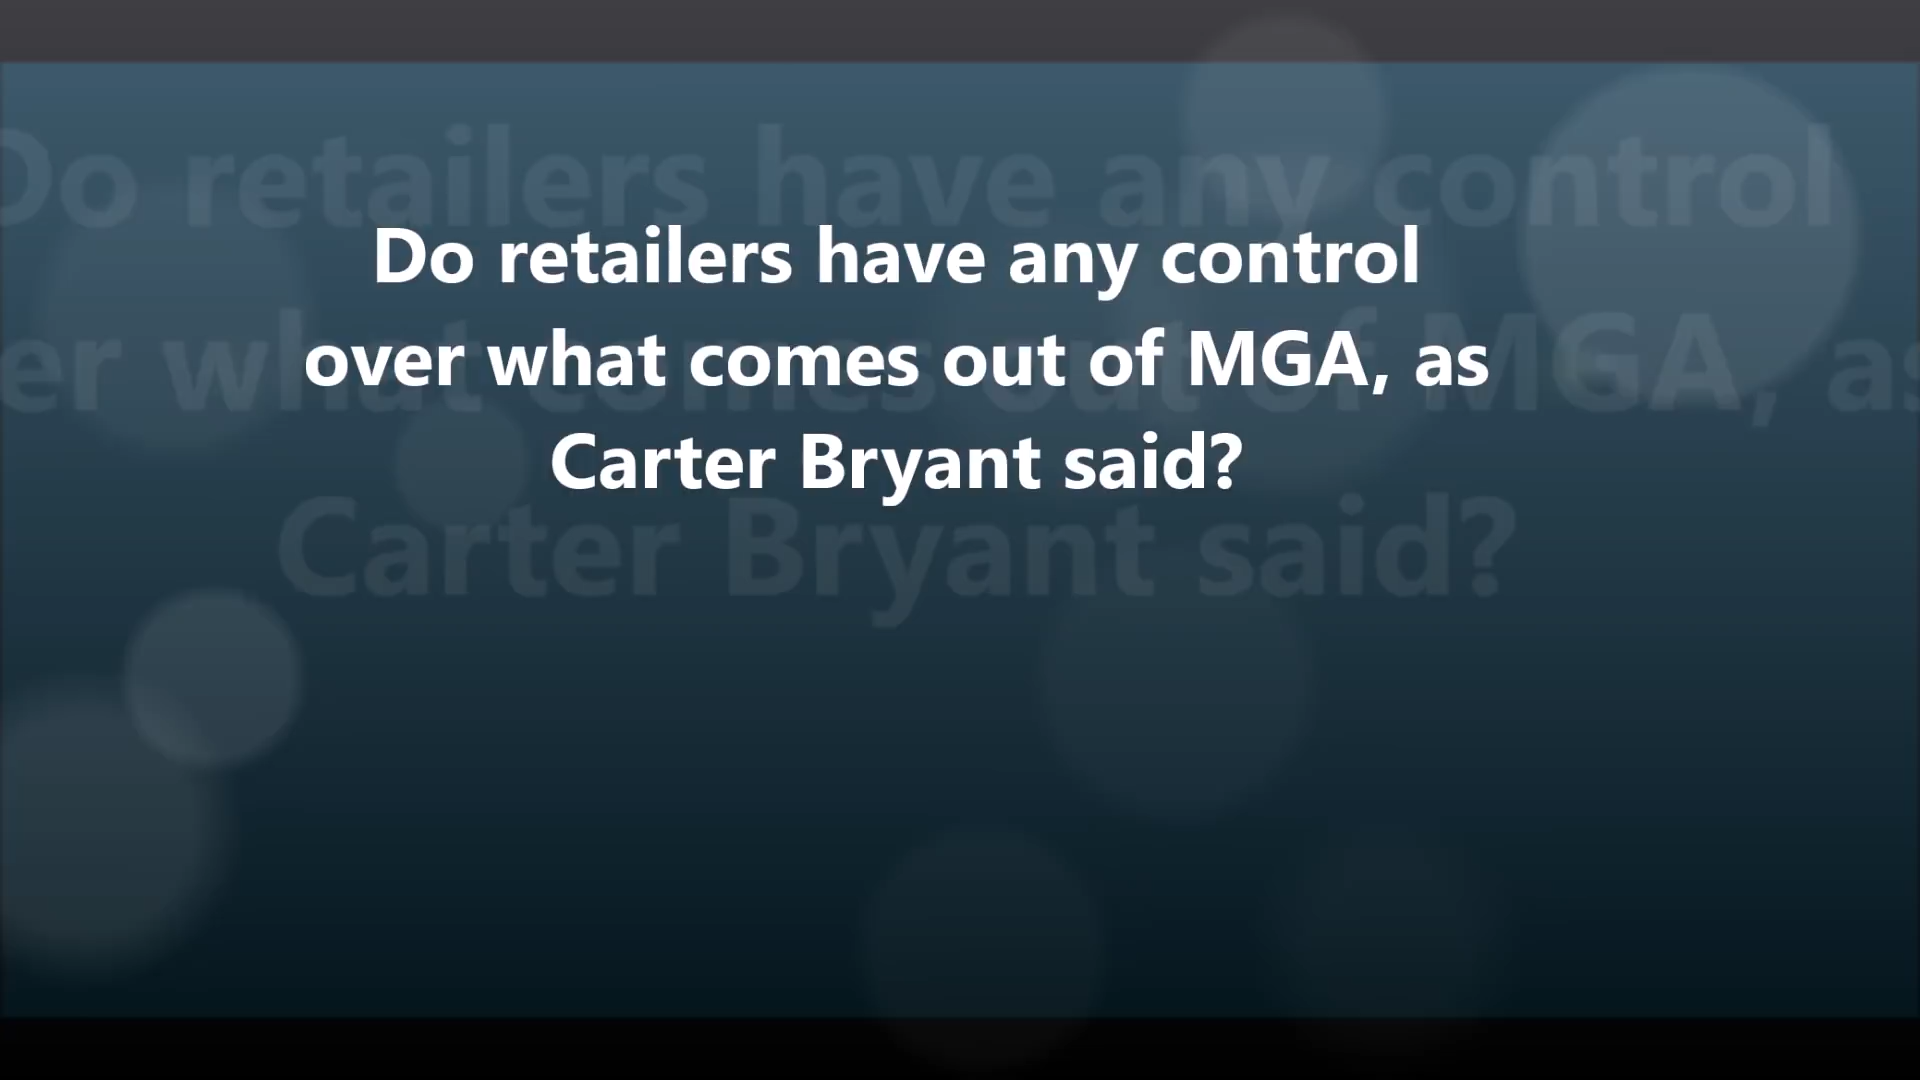 Do retailers have any control
over what comes out of MGA, as
Carter Bryant said?